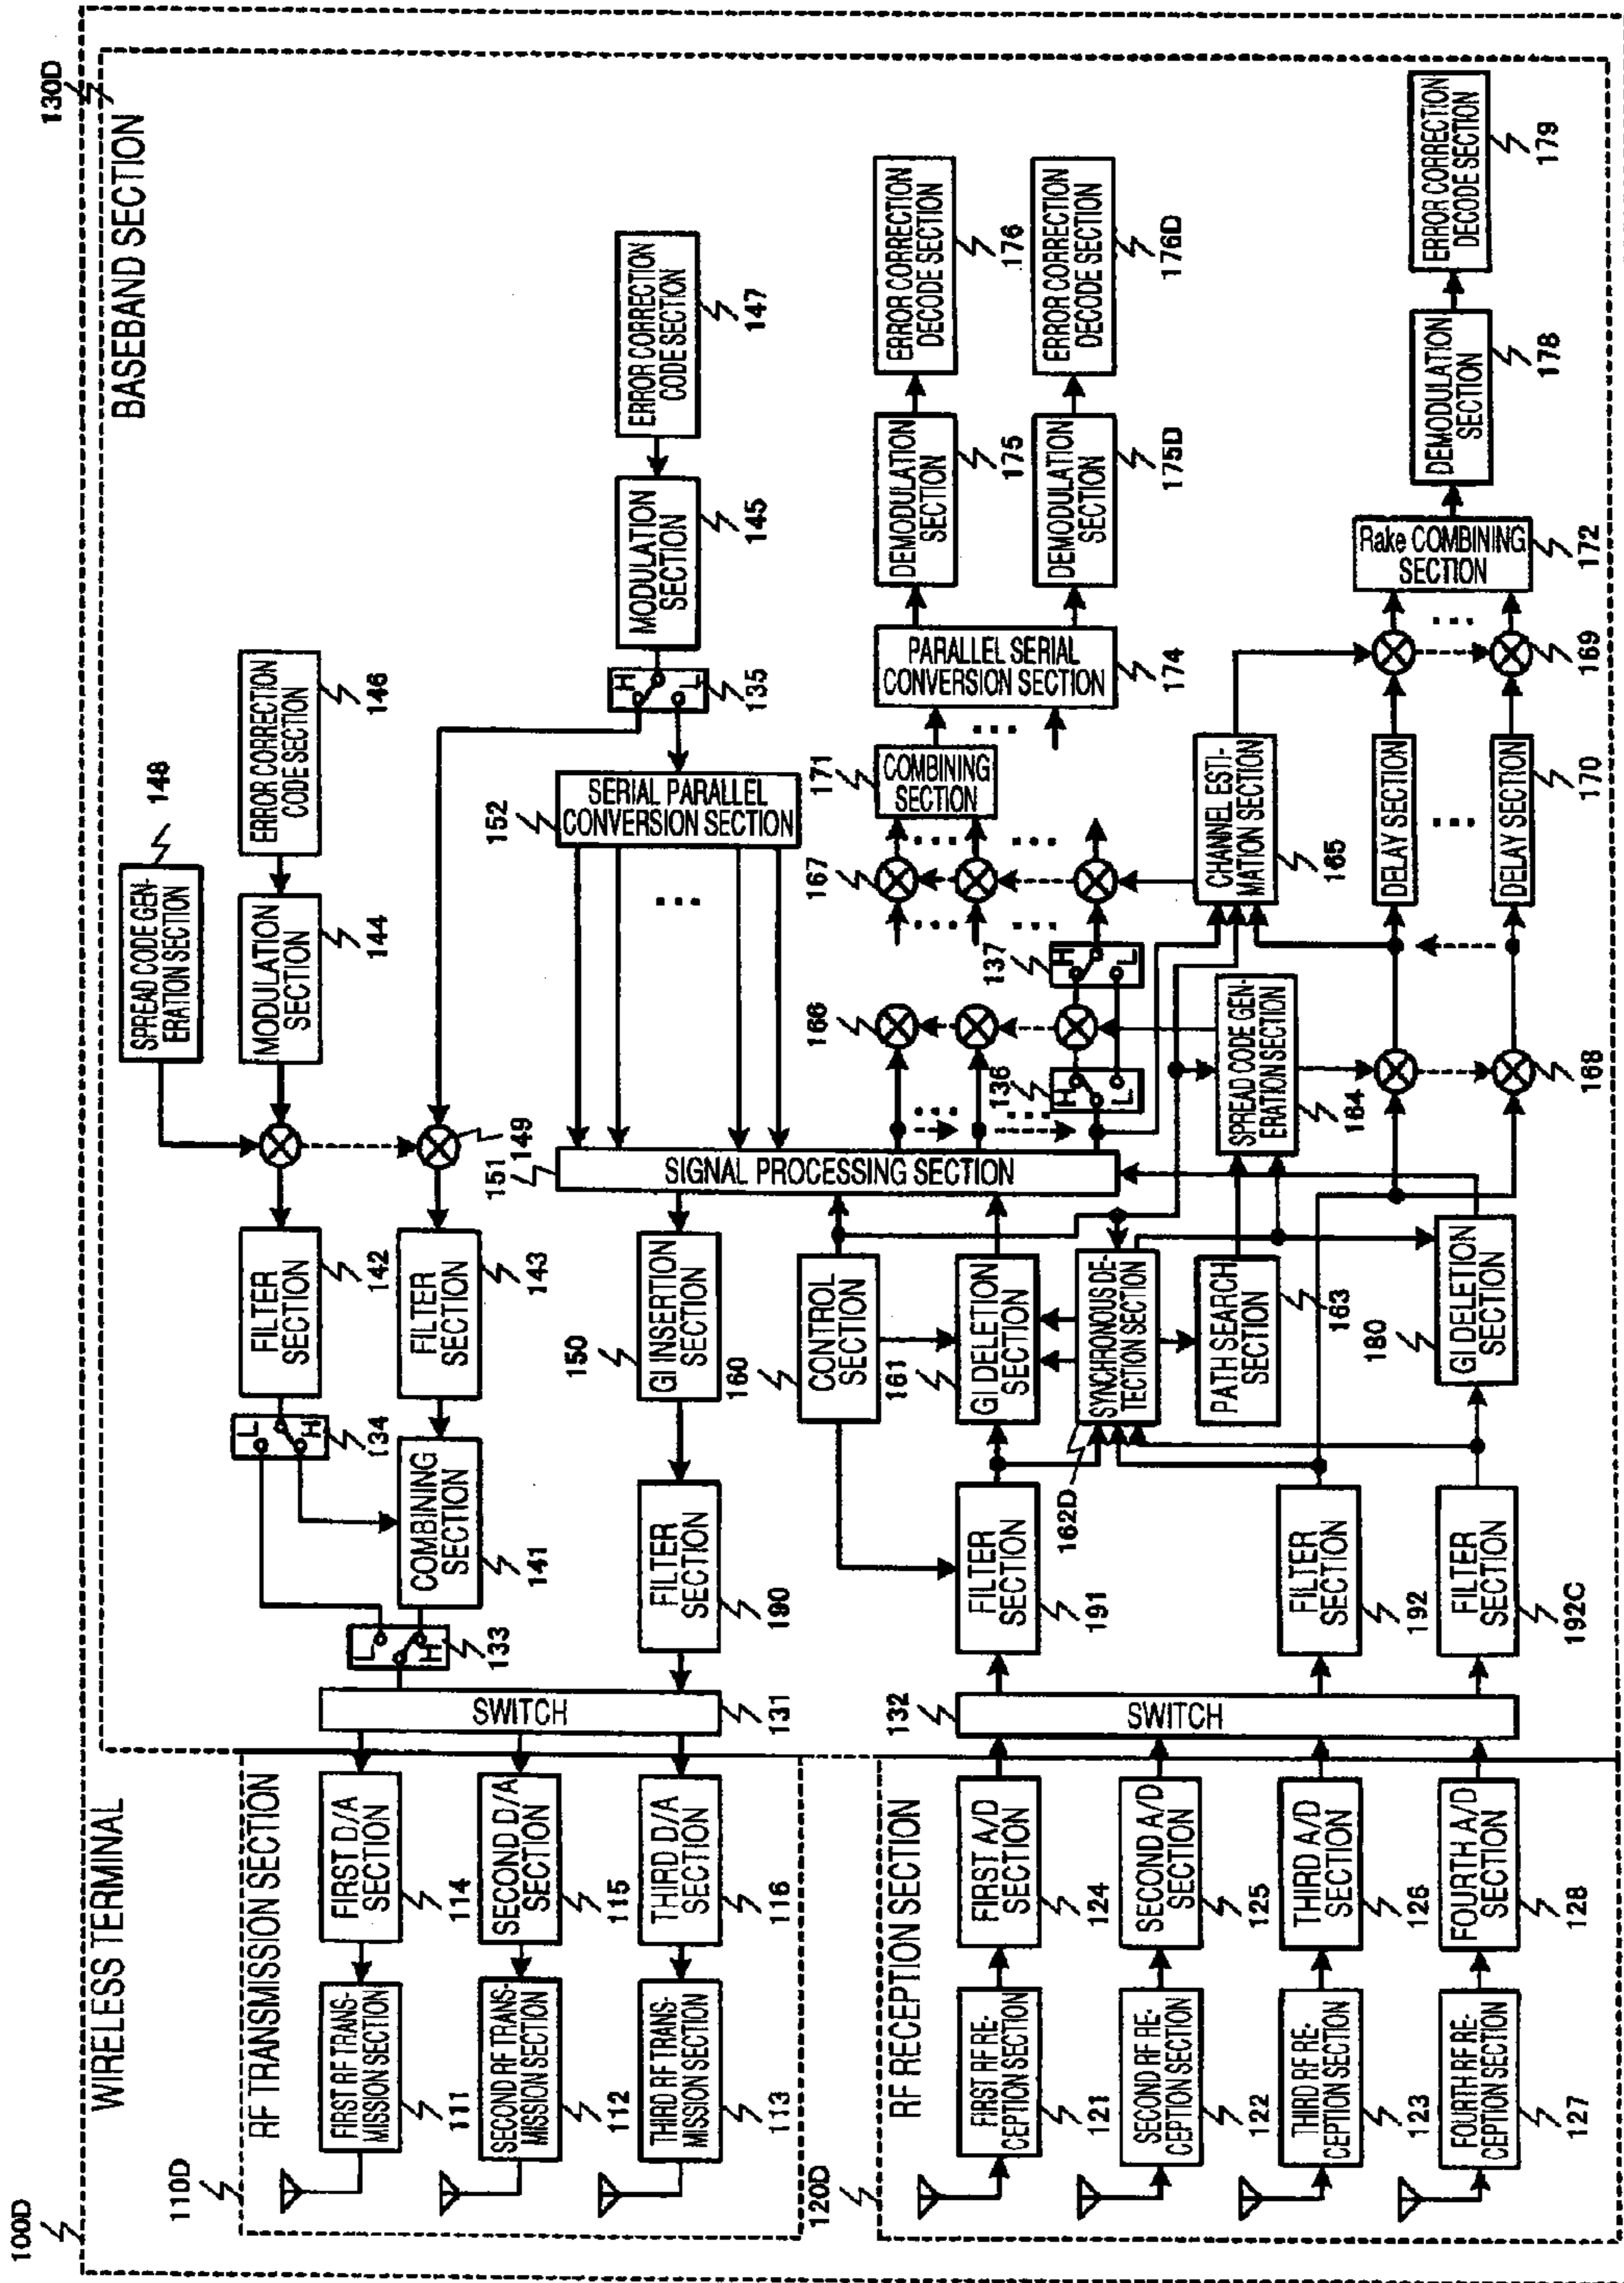 100D
WIRELESS TERMINAL
130D
BASEBAND SECTION
110D
RF TRANSMISSION SECTION
FIRST RF TRANS-
MISSION SECTION
111
FIRST D/A
SECTION
114
SECOND RF TRANS-
MISSION SECTION
112
SECOND D/A
SECTION
115
THIRD RF TRANS-
MISSION SECTION
113
THIRD D/A
SECTION
116
SWITCH
131
L
H
133
L
H
134
COMBINING
SECTION
141
FILTER
SECTION
142
FILTER
SECTION
143
SPREAD CODE GEN-
ERATION SECTION
148
149
MODULATION
SECTION
144
ERROR CORRECTION
CODE SECTION
146
FILTER
SECTION
190
GI INSERTION
SECTION
150
151
SIGNAL PROCESSING SECTION
152
SERIAL PARALLEL
CONVERSION SECTION
...
H
L
135
MODULATION
SECTION
145
ERROR CORRECTION
CODE SECTION
147
120D
RF RECEPTION SECTION
FIRST RF RE-
CEPTION SECTION
121
FIRST A/D
SECTION
124
SECOND RF RE-
CEPTION SECTION
122
SECOND A/D
SECTION
125
THIRD RF RE-
CEPTION SECTION
123
THIRD A/D
SECTION
126
FOURTH RF RE-
CEPTION SECTION
127
FOURTH A/D
SECTION
128
132
SWITCH
FILTER
SECTION
191
FILTER
SECTION
192
FILTER
SECTION
192C
160
CONTROL
SECTION
161
GI DELETION
SECTION
162D
SYNCHRONOUS DE-
TECTION SECTION
PATH SEARCH
SECTION
163
180
GI DELETION
SECTION
136
H
L
166
137
H
L
167
SPREAD CODE GEN-
ERATION SECTION
164
168
CHANNEL ESTI-
MATION SECTION
165
171
COMBINING
SECTION
PARALLEL SERIAL
CONVERSION SECTION
174
DEMODULATION
SECTION
175
ERROR CORRECTION
DECODE SECTION
176
DEMODULATION
SECTION
175D
ERROR CORRECTION
DECODE SECTION
176D
DELAY SECTION
...
DELAY SECTION
170
169
Rake COMBINING
SECTION
172
DEMODULATION
SECTION
178
ERROR CORRECTION
DECODE SECTION
179